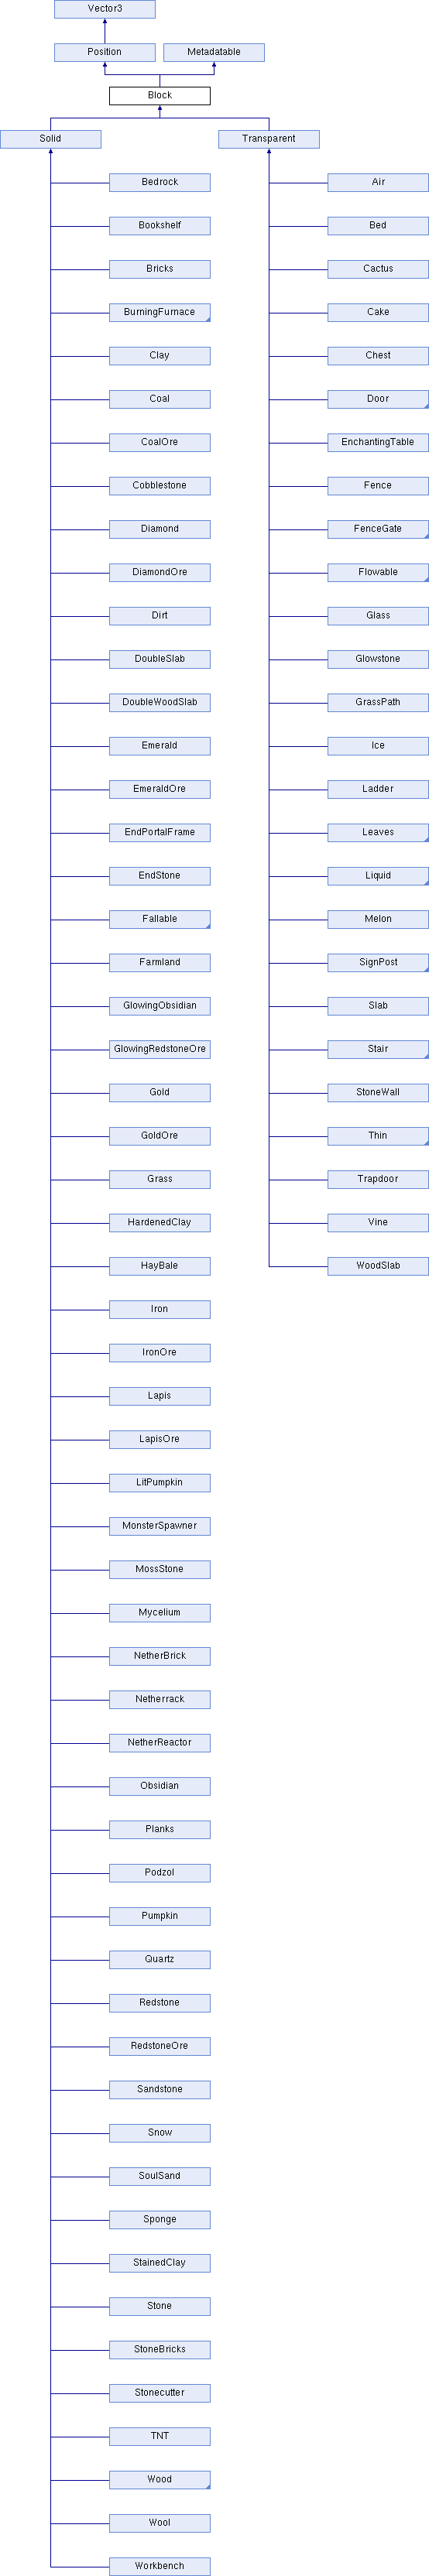 Vector3
Position
Metadatable
Block
Solid
Transparent
Bedrock
Bookshelf
Bricks
BurningFurnace
Clay
Coal
CoalOre
Cobblestone
Diamond
DiamondOre
Dirt
DoubleSlab
DoubleWoodSlab
Emerald
EmeraldOre
EndPortalFrame
EndStone
Fallable
Farmland
GlowingObsidian
GlowingRedstoneOre
Gold
GoldOre
Grass
HardenedClay
HayBale
Iron
IronOre
Lapis
LapisOre
LitPumpkin
MonsterSpawner
MossStone
Mycelium
NetherBrick
Netherrack
NetherReactor
Obsidian
Planks
Podzol
Pumpkin
Quartz
Redstone
RedstoneOre
Sandstone
Snow
SoulSand
Sponge
StainedClay
Stone
StoneBricks
Stonecutter
TNT
Wood
Wool
Workbench
Air
Bed
Cactus
Cake
Chest
Door
EnchantingTable
Fence
FenceGate
Flowable
Glass
Glowstone
GrassPath
Ice
Ladder
Leaves
Liquid
Melon
SignPost
Slab
Stair
StoneWall
Thin
Trapdoor
Vine
WoodSlab